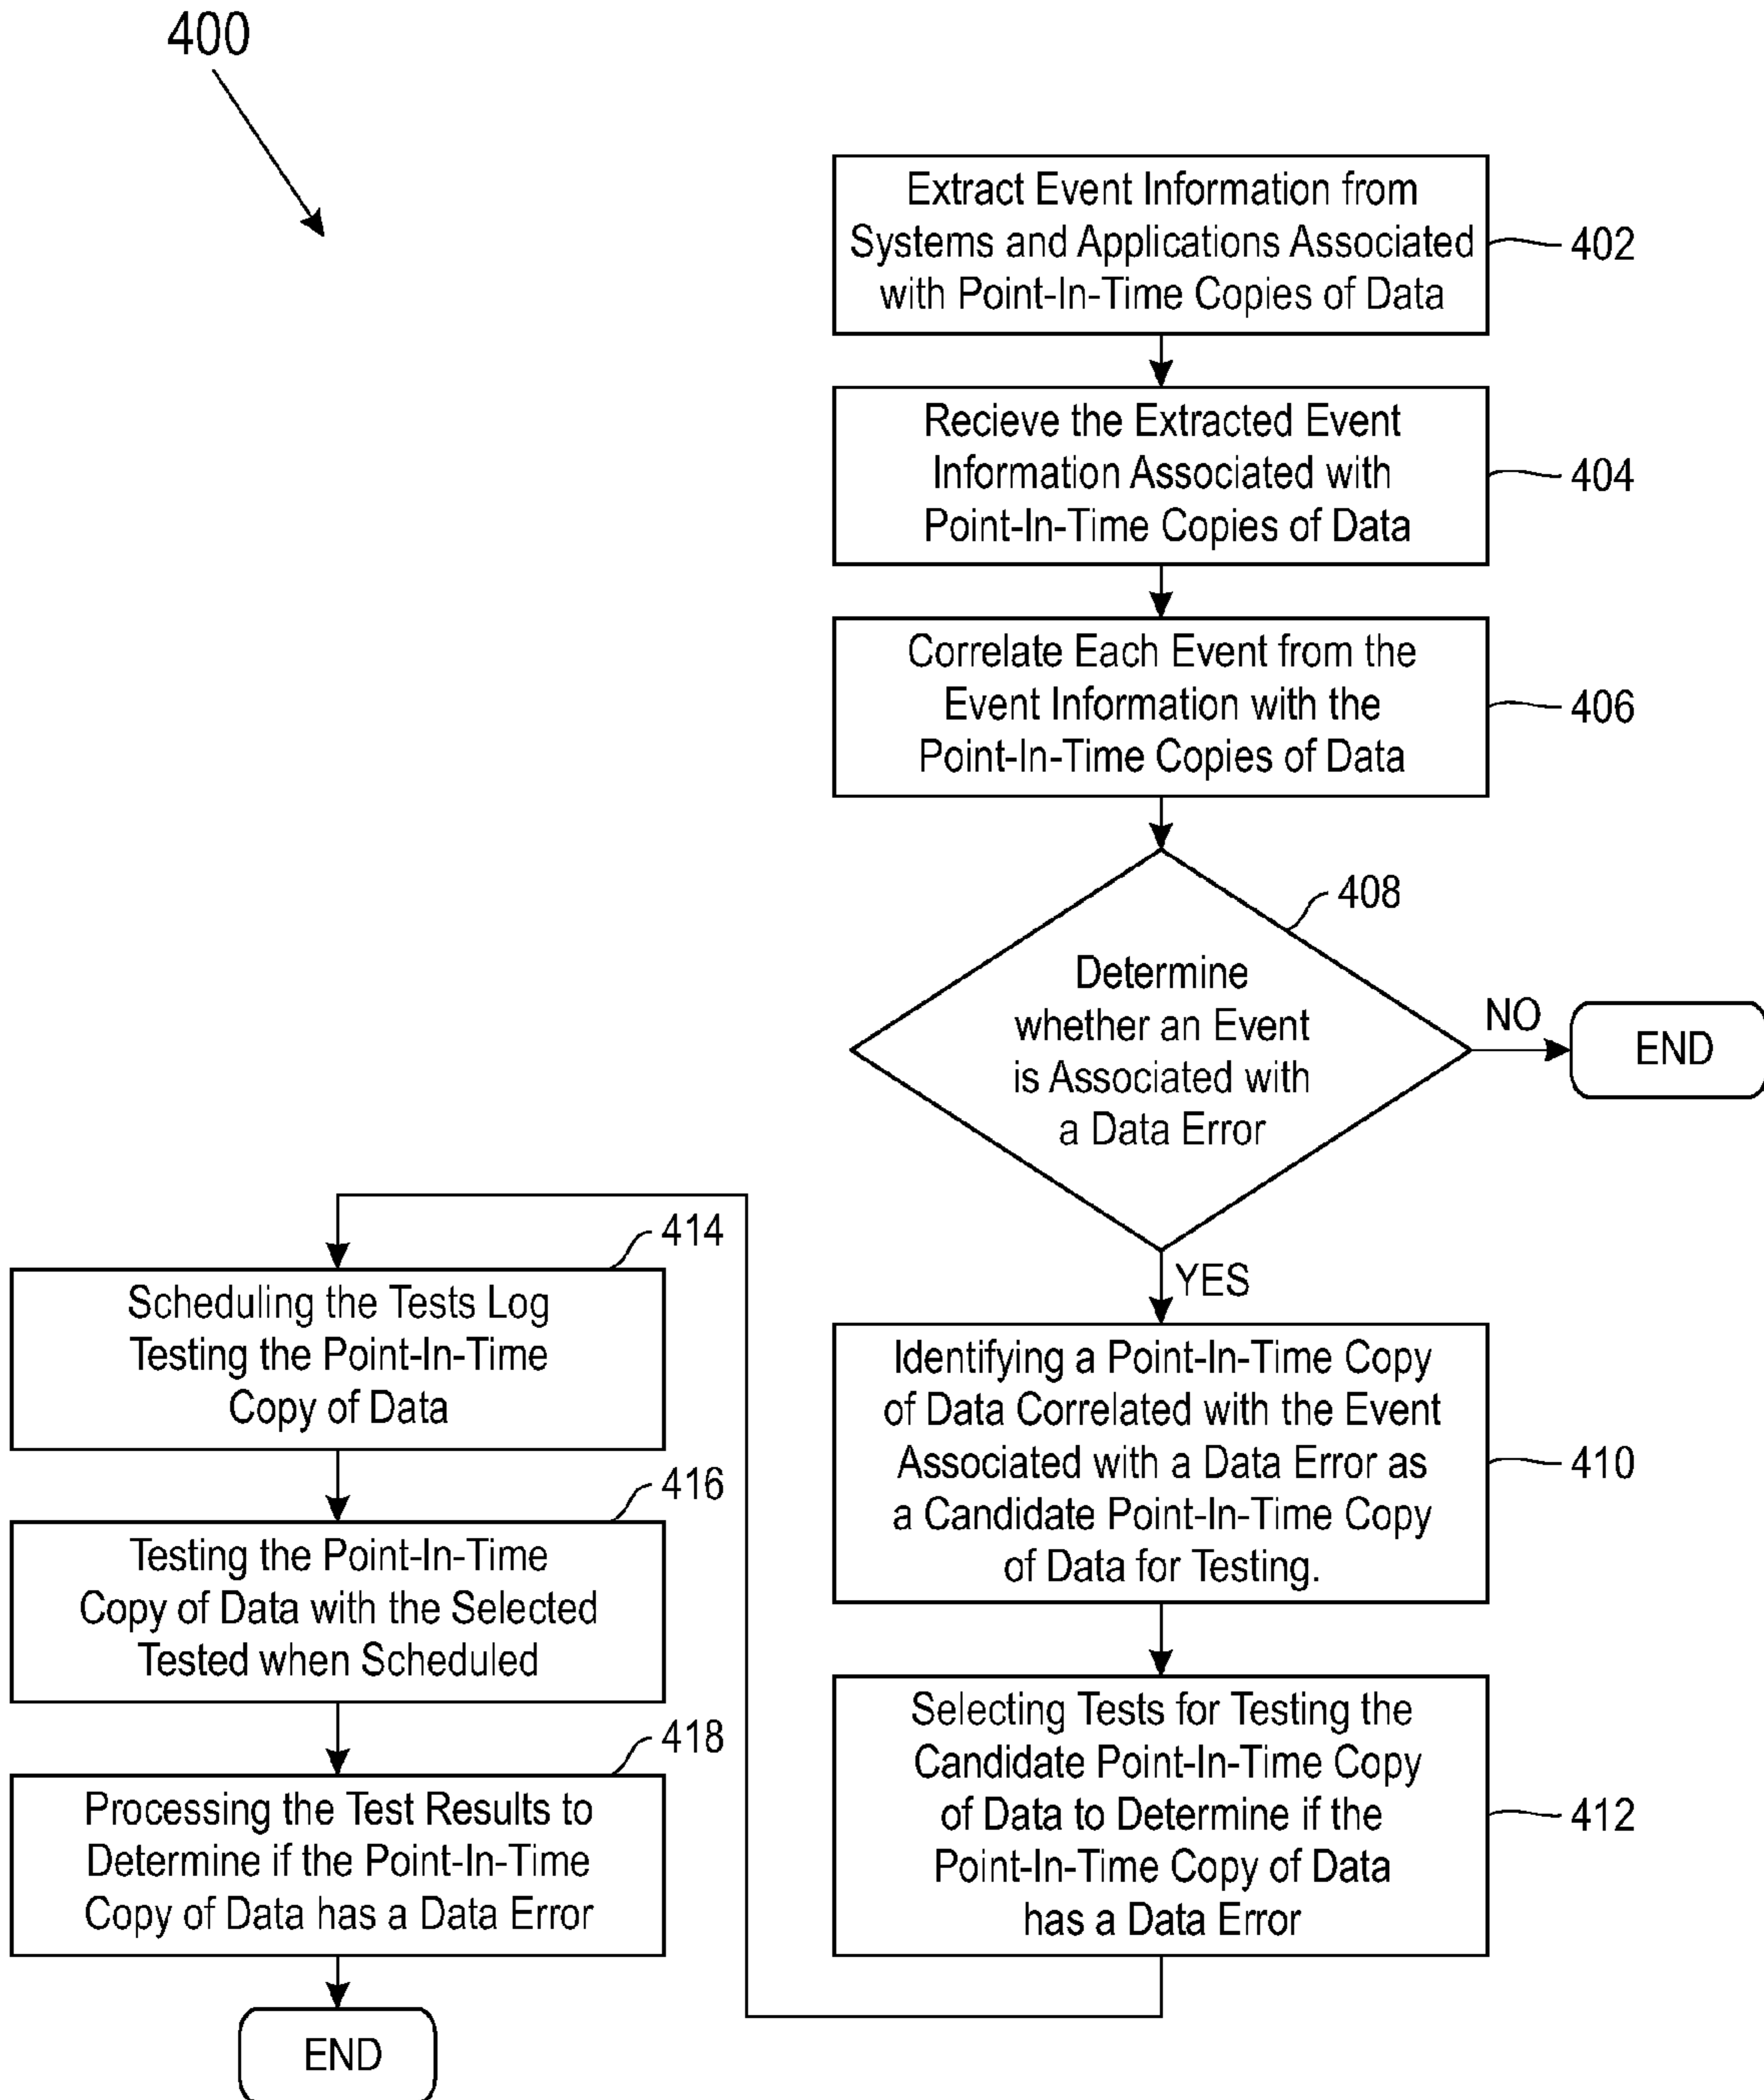 400
Extract Event Information from
Systems and Applications Associated
with Point-In-Time Copies of Data
402
Recieve the Extracted Event
Information Associated with
Point-In-Time Copies of Data
404
Correlate Each Event from the
Event Information with the
Point-In-Time Copies of Data
406
408
Determine
whether an Event
is Associated with
a Data Error
NO
END
YES
Identifying a Point-In-Time Copy
of Data Correlated with the Event
Associated with a Data Error as
a Candidate Point-In-Time Copy
of Data for Testing.
410
Selecting Tests for Testing the
Candidate Point-In-Time Copy
of Data to Determine if the
Point-In-Time Copy of Data
has a Data Error
412
414
Scheduling the Tests Log
Testing the Point-In-Time
Copy of Data
416
Testing the Point-In-Time
Copy of Data with the Selected
Tested when Scheduled
418
Processing the Test Results to
Determine if the Point-In-Time
Copy of Data has a Data Error
END